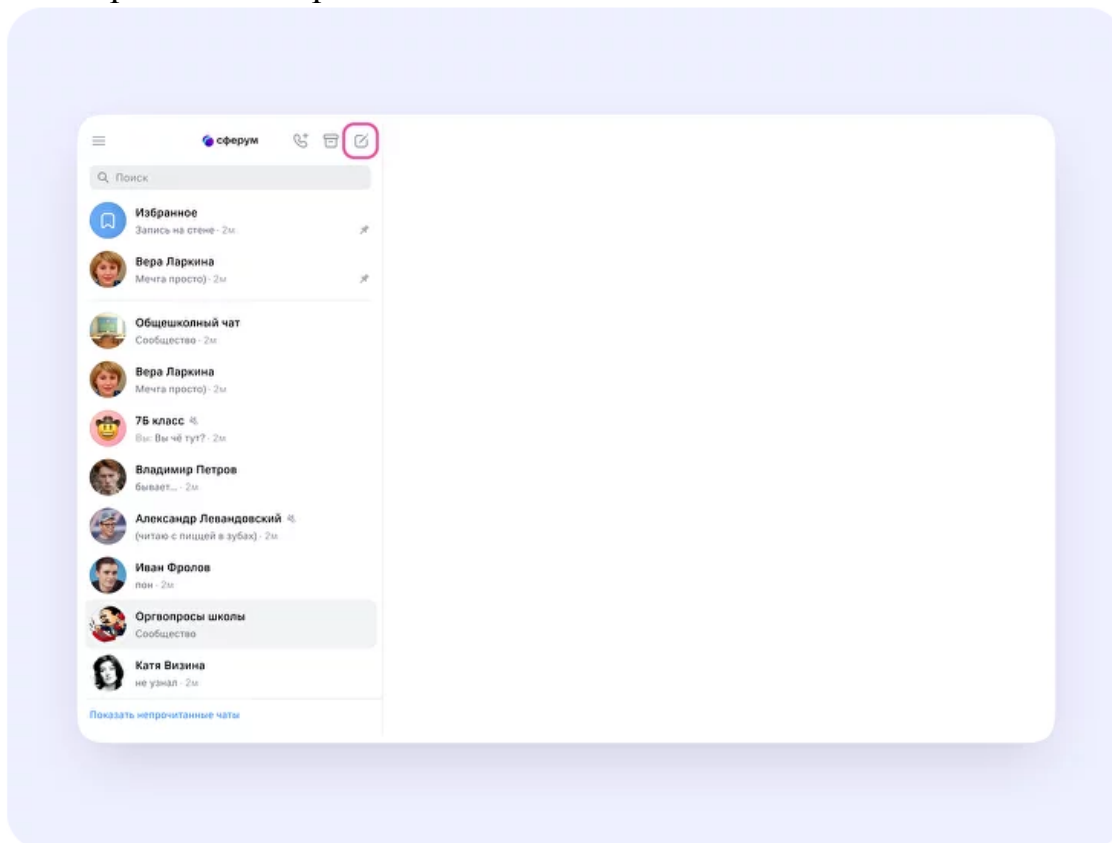 сферум
Поиск
Избранное
Запись на стене · 2м
Вера Ларкина
Мечта просто) · 2м
Общешколный чат
Сообщество · 2м
Вера Ларкина
Мечта просто) · 2м
7Б класс
Вы: Вы чё тут? · 2м
Владимир Петров
бывает... · 2м
Александр Левандовский
(читаю с пиццей в зубах) · 2м
Иван Фролов
пон · 2м
Оргвопросы школы
Сообщество
Катя Визина
не узнал · 2м
Показать непрочитанные чаты